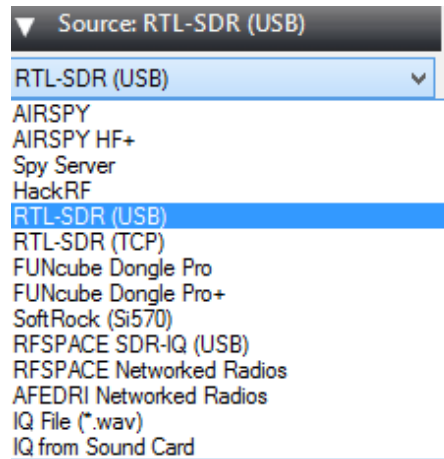 Source: RTL-SDR (USB)
RTL-SDR (USB)
AIRSPY
AIRSPY HF+
Spy Server
HackRF
RTL-SDR (USB)
RTL-SDR (TCP)
FUNcube Dongle Pro
FUNcube Dongle Pro+
SoftRock (Si570)
RFSPACE SDR-IQ (USB)
RFSPACE Networked Radios
AFEDRI Networked Radios
IQ File (*.wav)
IQ from Sound Card